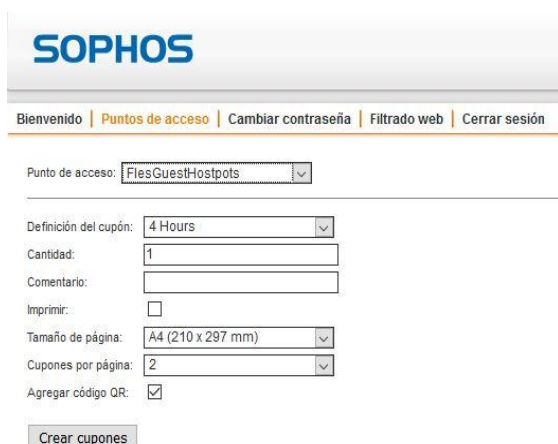 SOPHOS
Bienvenido | Puntos de acceso | Cambiar contraseña | Filtrado web | Cerrar sesión
Punto de acceso: FlesGuestHostpots
Definición del cupón: 4 Hours
Cantidad: 1
Comentario:
Imprimir:
Tamaño de página: A4 (210 x 297 mm)
Cupones por página: 2
Agregar código QR:
Crear cupones